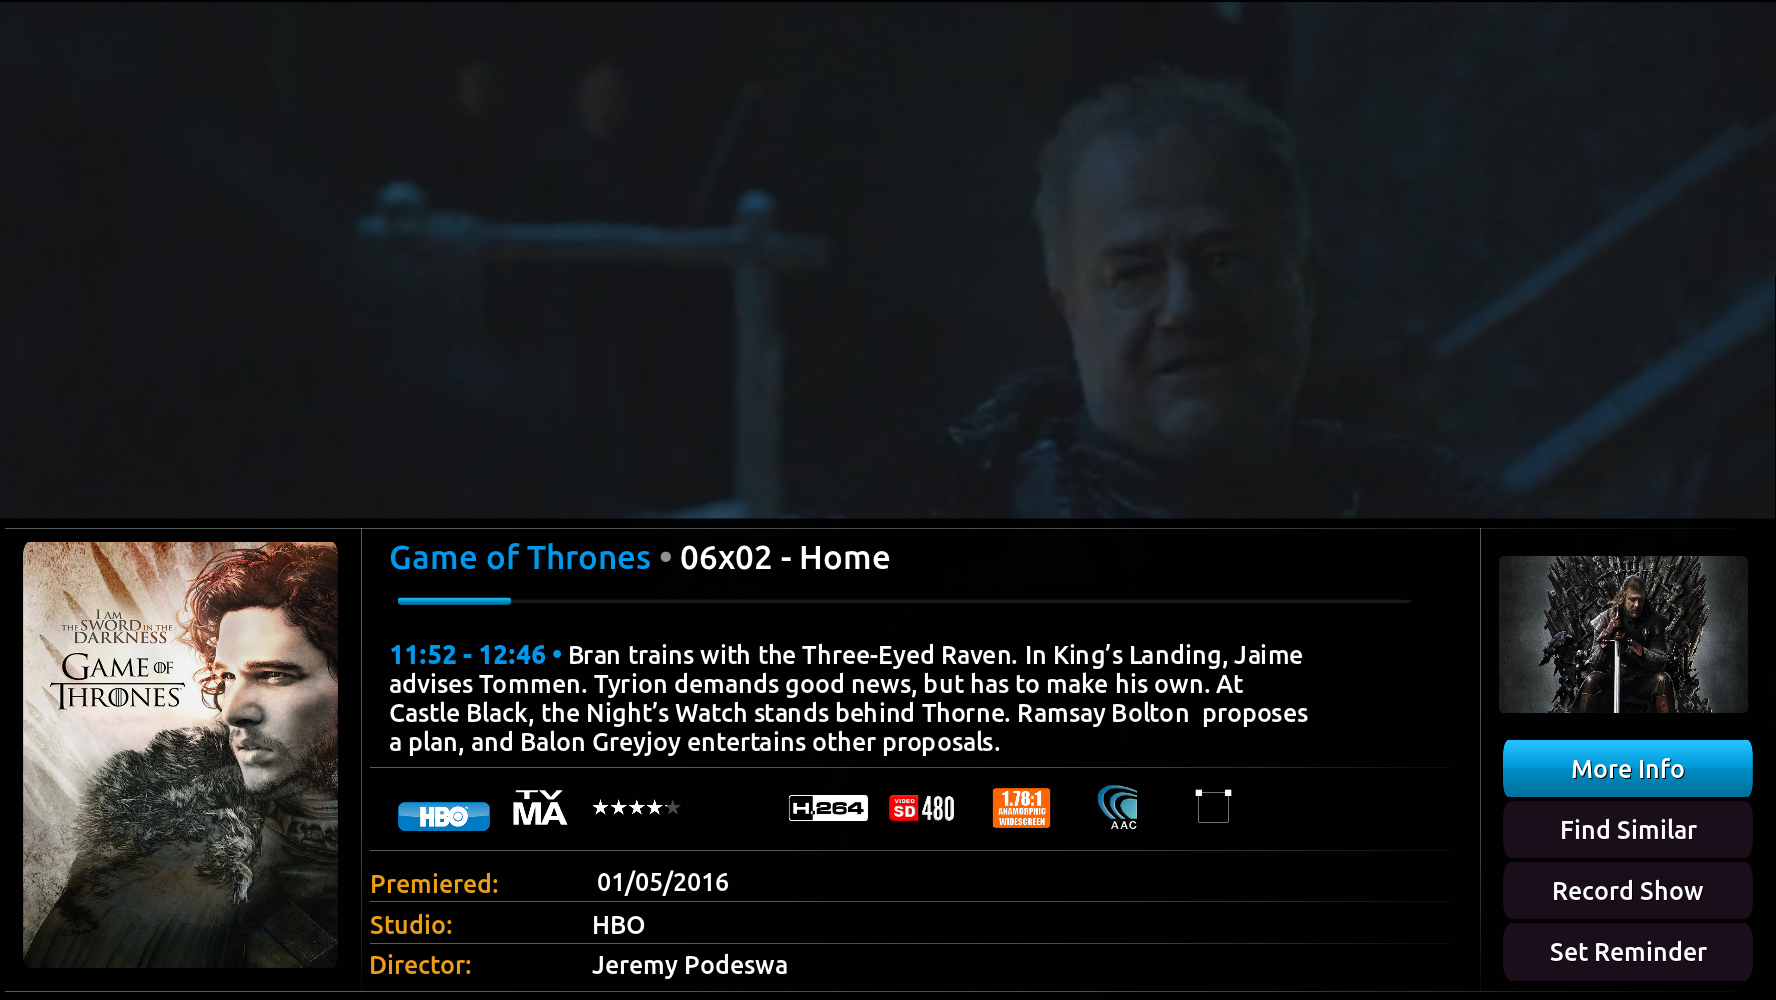 I AM
THE SWORD IN THE
DARKNESS
GAME OF
THRONES
Game of Thrones • 06x02 - Home
11:52 - 12:46 • Bran trains with the Three-Eyed Raven. In King’s Landing, Jaime
advises Tommen. Tyrion demands good news, but has to make his own. At
Castle Black, the Night’s Watch stands behind Thorne. Ramsay Bolton  proposes
a plan, and Balon Greyjoy entertains other proposals.
HBO
TV
MA
H.264
VIDEO
SD 480
1.78:1
ANAMORPHIC
WIDESCREEN
AAC
Premiered: 01/05/2016
Studio: HBO
Director: Jeremy Podeswa
More Info
Find Similar
Record Show
Set Reminder